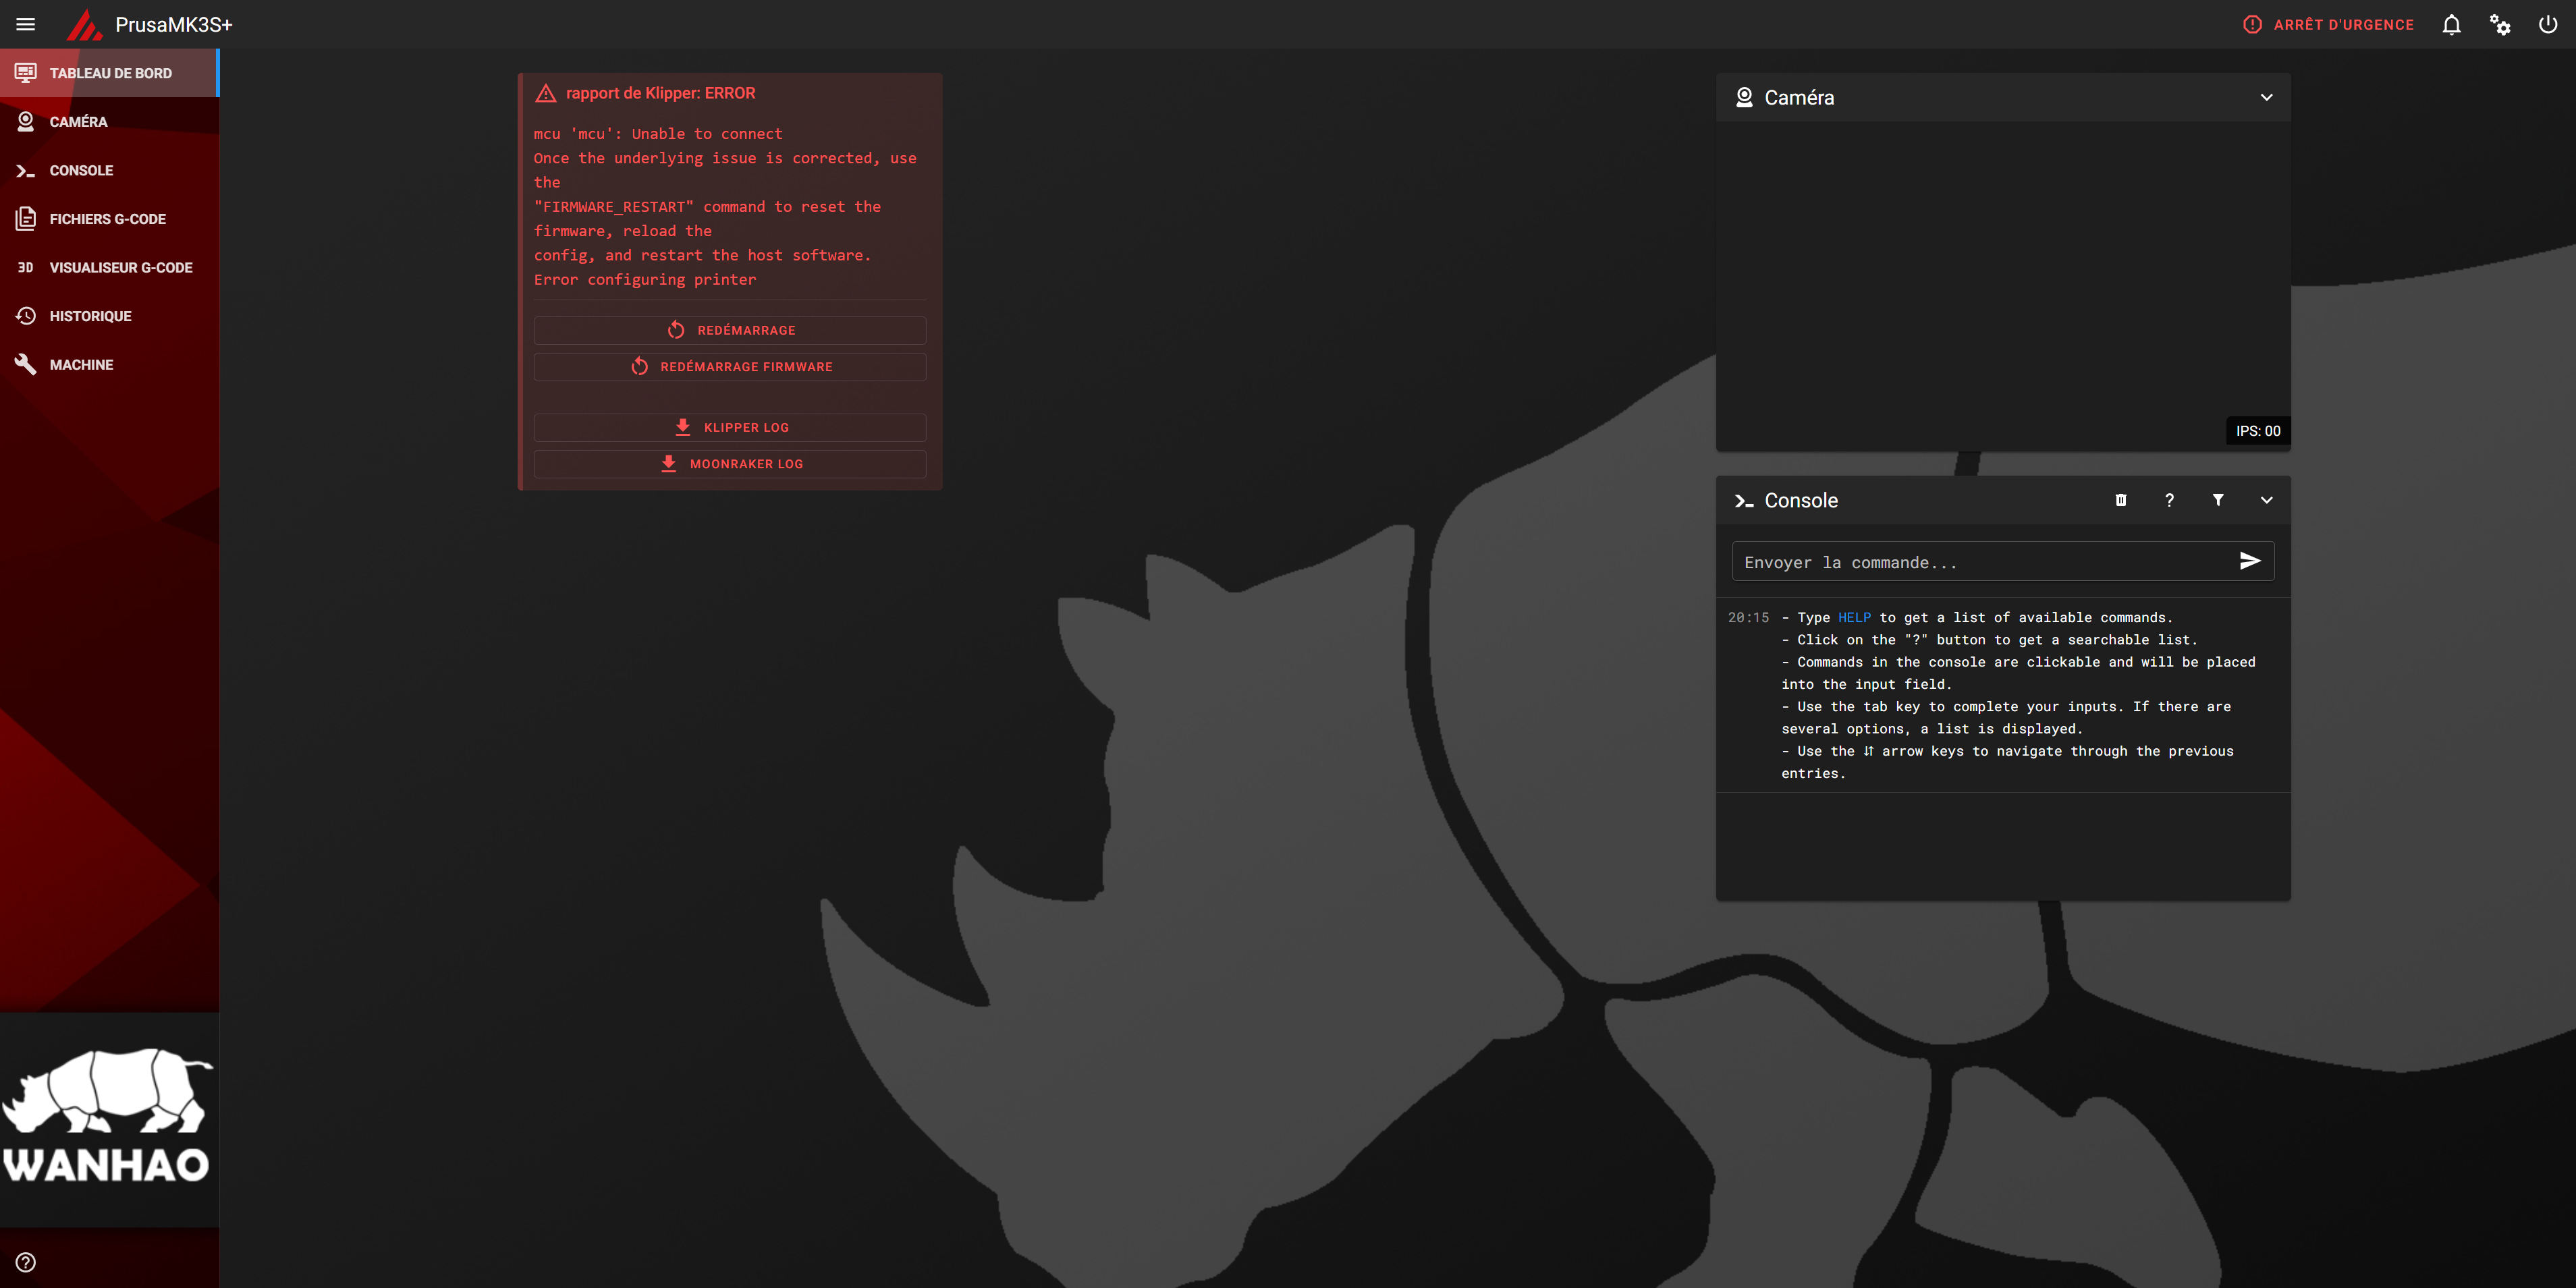 PrusaMK3S+
ARRÊT D'URGENCE
TABLEAU DE BORD
CAMÉRA
CONSOLE
FICHIERS G-CODE
3D VISUALISEUR G-CODE
HISTORIQUE
MACHINE
WANHAO
rapport de Klipper: ERROR
mcu 'mcu': Unable to connect
Once the underlying issue is corrected, use
the
"FIRMWARE_RESTART" command to reset the
firmware, reload the
config, and restart the host software.
Error configuring printer
REDÉMARRAGE
REDÉMARRAGE FIRMWARE
KLIPPER LOG
MOONRAKER LOG
Caméra
IPS: 00
Console
Envoyer la commande...
20:15 - Type HELP to get a list of available commands.
- Click on the "?" button to get a searchable list.
- Commands in the console are clickable and will be placed
into the input field.
- Use the tab key to complete your inputs. If there are
several options, a list is displayed.
- Use the ⇵ arrow keys to navigate through the previous
entries.